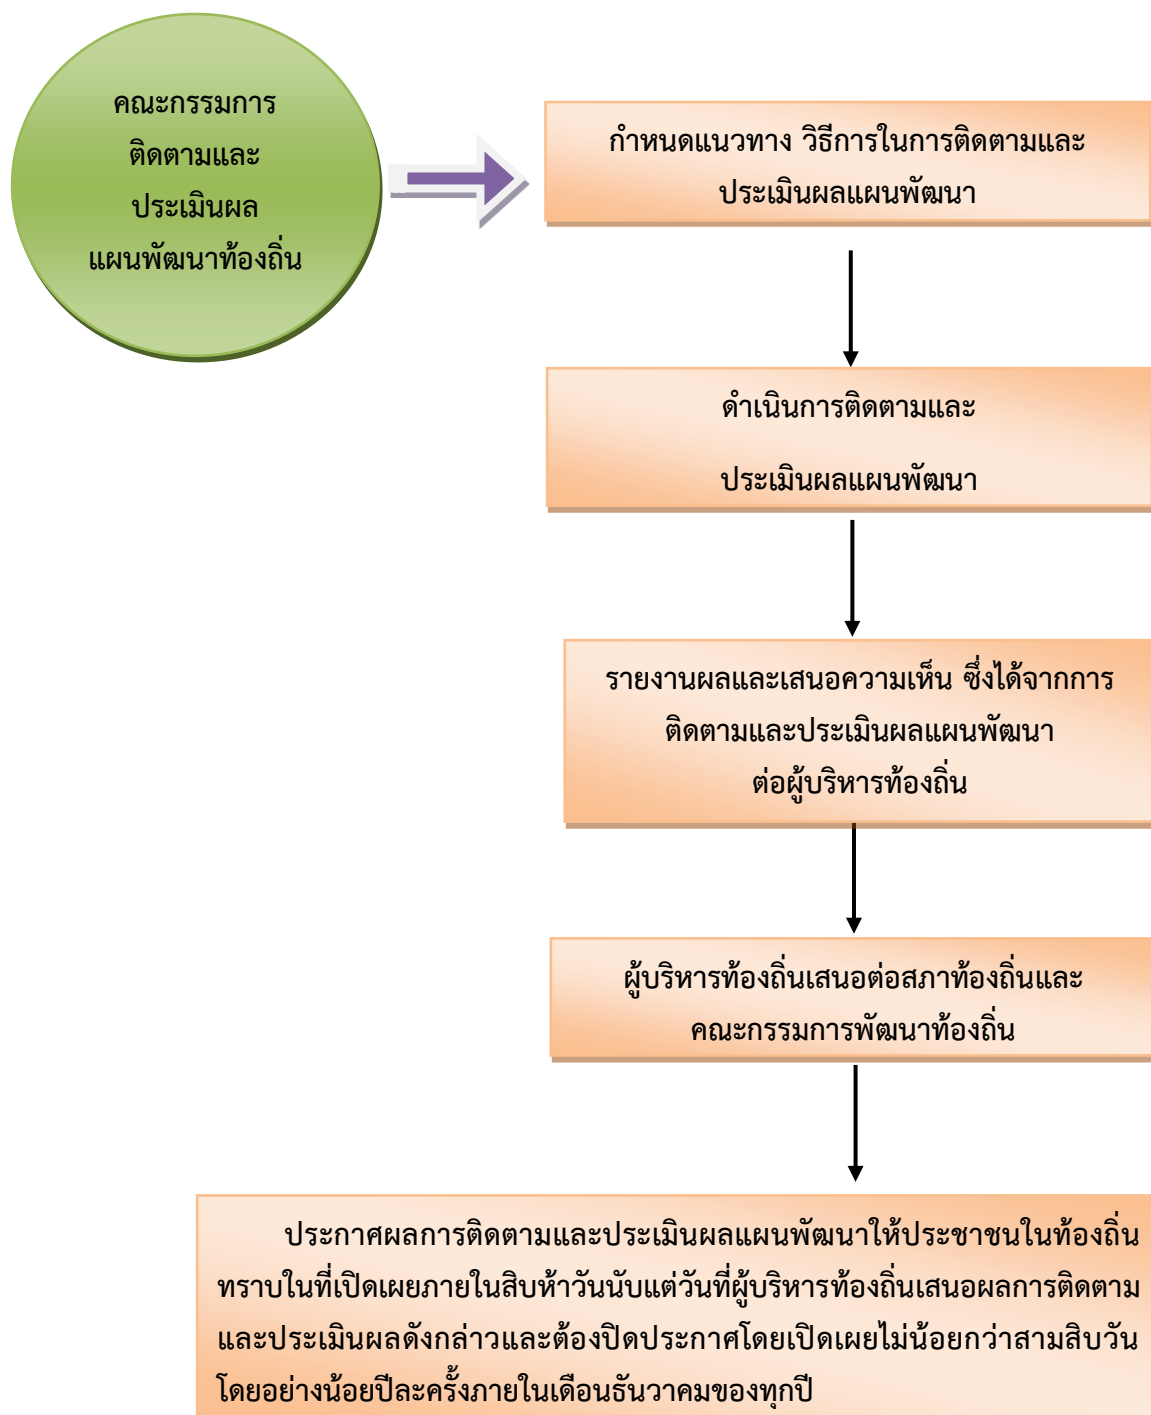 คณะกรรมการ
ติดตามและ
ประเมินผล
แผนพัฒนาท้องถิ่น
กำหนดแนวทาง วิธีการในการติดตามและ
ประเมินผลแผนพัฒนา
ดำเนินการติดตามและ
ประเมินผลแผนพัฒนา
รายงานผลและเสนอความเห็น ซึ่งได้จากการ
ติดตามและประเมินผลแผนพัฒนา
ต่อผู้บริหารท้องถิ่น
ผู้บริหารท้องถิ่นเสนอต่อสภาท้องถิ่นและ
คณะกรรมการพัฒนาท้องถิ่น
ประกาศผลการติดตามและประเมินผลแผนพัฒนาให้ประชาชนในท้องถิ่น
ทราบในที่เปิดเผยภายในสิบห้าวันนับแต่วันที่ผู้บริหารท้องถิ่นเสนอผลการติดตาม
และประเมินผลดังกล่าวและต้องปิดประกาศโดยเปิดเผยไม่น้อยกว่าสามสิบวัน
โดยอย่างน้อยปีละครั้งภายในเดือนธันวาคมของทุกปี